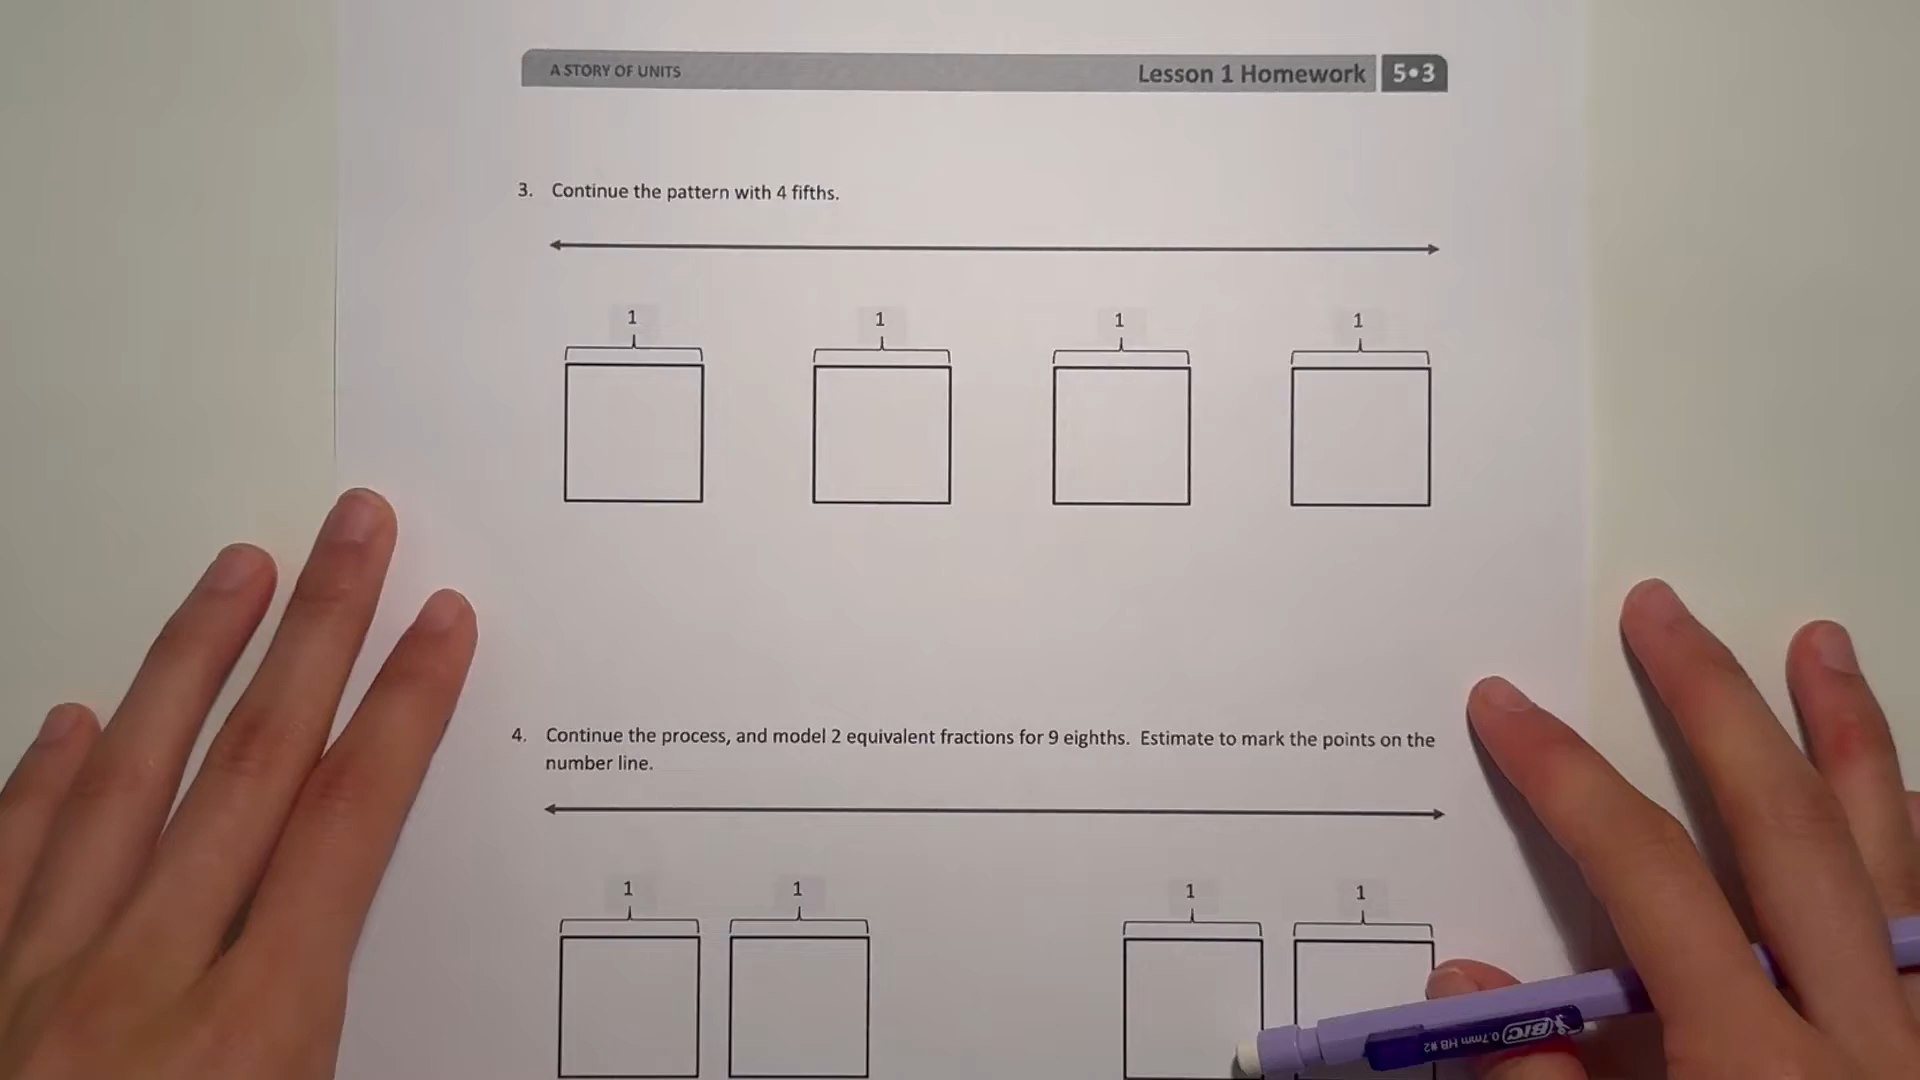 A STORY OF UNITS
Lesson 1 Homework 5•3
3. Continue the pattern with 4 fifths.
1 1 1 1
4. Continue the process, and model 2 equivalent fractions for 9 eighths. Estimate to mark the points on the
number line.
1 1 1 1
BIC 0.7mm HB #2